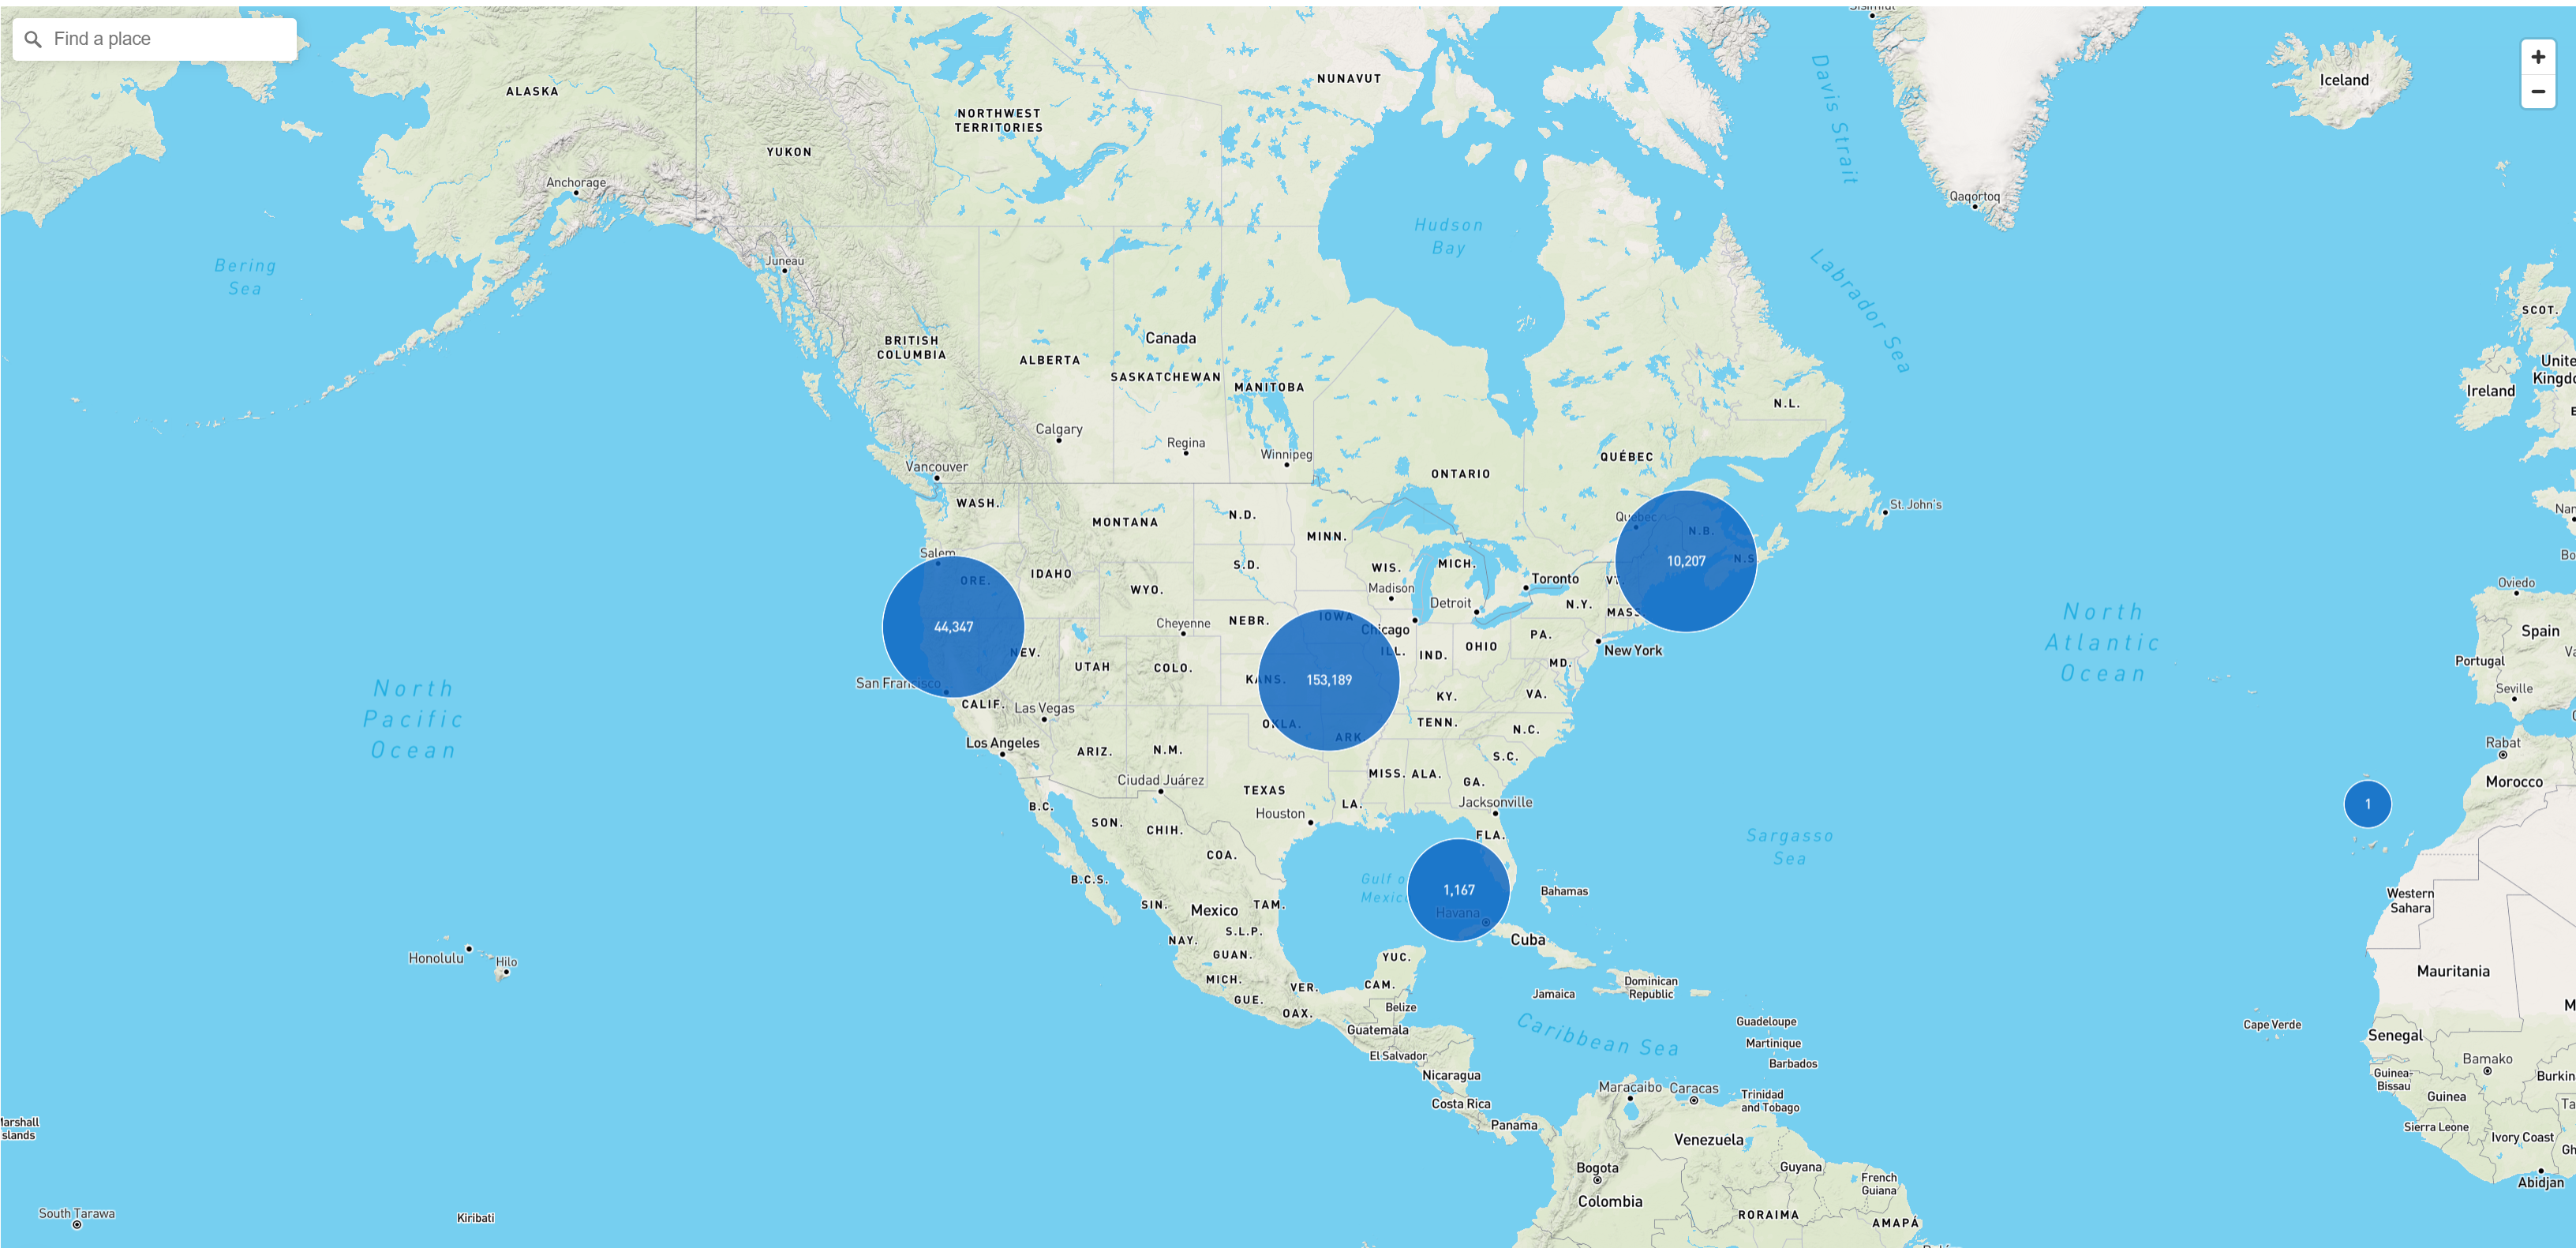 Find a place
+
−
Iceland
ALASKA
NUNAVUT
NORTHWEST
TERRITORIES
YUKON
Davis Strait
Anchorage
Qaqortoq
Hudson
Bay
Bering
Sea
Juneau
Labrador Sea
SCOT.
BRITISH
COLUMBIA
Canada
ALBERTA
SASKATCHEWAN
MANITOBA
Ireland
N.L.
Calgary
Regina
Winnipeg
QUÉBEC
Vancouver
ONTARIO
WASH.
St. John's
MONTANA
N.D.
Quebec
N.B.
MINN.
Salem
10,207
N.S.
S.D.
WIS.
MICH.
IDAHO
ORE.
Toronto
VT.
WYO.
Madison
Detroit
N.Y.
MASS.
Oviedo
44,347
Cheyenne
NEBR.
IOWA
Chicago
PA.
North
Atlantic
Ocean
Spain
NEV.
UTAH
COLO.
ILL.
IND.
OHIO
New York
MD.
Portugal
San Francisco
KANS.
153,189
KY.
VA.
Seville
North
Pacific
Ocean
CALIF.
Las Vegas
OKLA.
ARK.
TENN.
N.C.
Los Angeles
ARIZ.
N.M.
S.C.
Rabat
Ciudad Juárez
MISS.
ALA.
GA.
Morocco
TEXAS
B.C.
Houston
LA.
Jacksonville
1
SON.
CHIH.
FLA.
Sargasso
Sea
COA.
B.C.S.
Gulf of
Mexico
1,167
Bahamas
Western
Sahara
SIN.
Mexico
TAM.
Havana
S.L.P.
NAY.
Cuba
GUAN.
YUC.
Honolulu
Hilo
MICH.
VER.
CAM.
Jamaica
Dominican
Republic
Mauritania
GUE.
OAX.
Belize
Guatemala
Caribbean Sea
Guadeloupe
Cape Verde
Martinique
Senegal
El Salvador
Barbados
Bamako
Nicaragua
Guinea-
Bissau
Maracaibo
Caracas
Trinidad
and Tobago
Costa Rica
Guinea
Panama
Sierra Leone
Venezuela
Ivory Coast
Bogota
Guyana
French
Guiana
Abidjan
Colombia
South Tarawa
Kiribati
RORAIMA
AMAPÁ